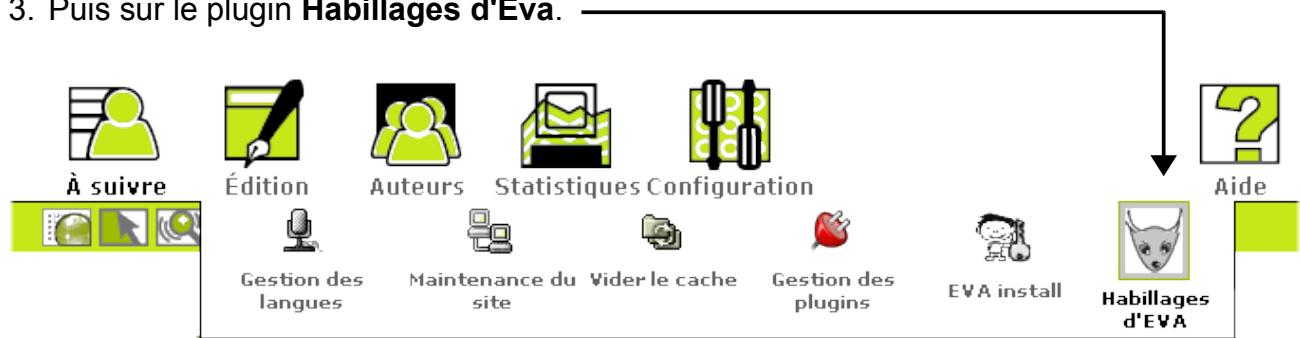 3. Puis sur le plugin Habillages d'Eva.
À suivre Édition Auteurs Statistiques Configuration Aide
Gestion des langues
Maintenance du site
Vider le cache
Gestion des plugins
EVA install
Habillages d'EVA